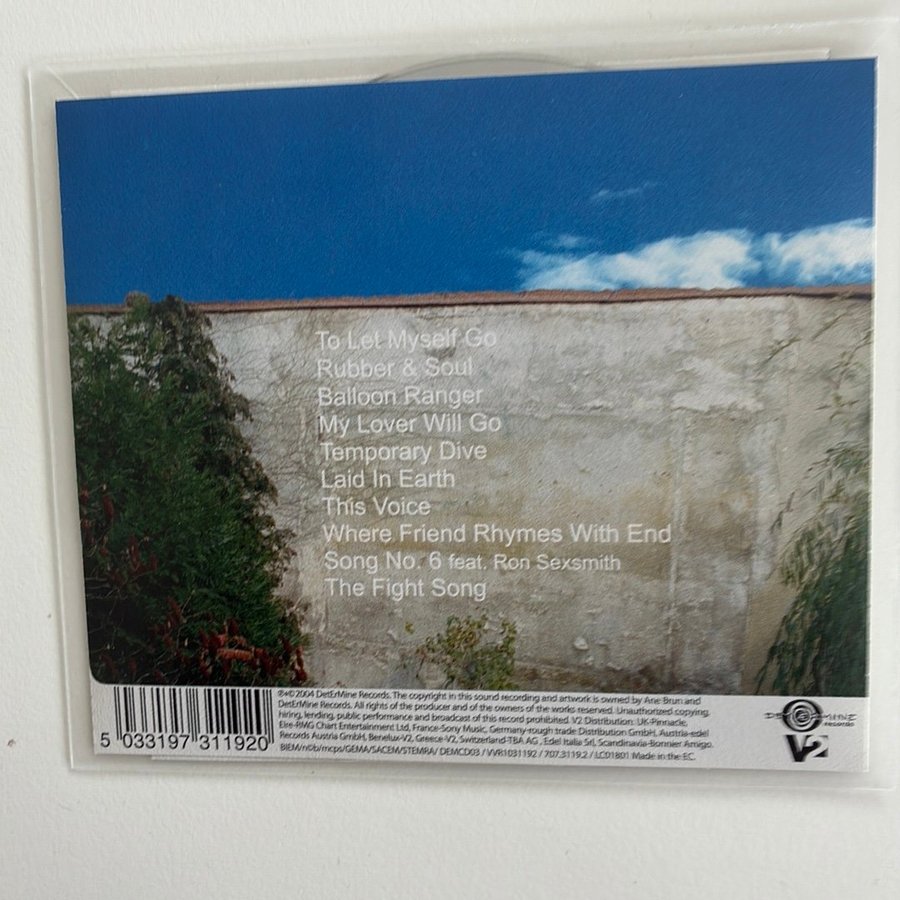 To Let Myself Go
Rubber & Soul
Balloon Ranger
My Lover Will Go
Temporary Dive
Laid In Earth
This Voice
Where Friend Rhymes With End
Song No. 6 feat. Ron Sexsmith
The Fight Song
5 033197 311920
℗+© 2004 DetErMine Records. The copyright in this sound recording and artwork is owned by Ane Brun and
DetErMine Records. All rights of the producer and of the owners of the works reserved. Unauthorized copying,
hiring, lending, public performance and broadcast of this record prohibited. V2 Distribution: UK-Pinnacle,
Eire-RMG Chart Entertainment Ltd, France-Sony Music, Germany-rough trade Distribution GmbH, Austria-edel
Records Austria GmbH, Benelux-V2, Greece-V2, Switzerland-TBA AG , Edel Italia Srl, Scandinavia-Bonnier Amigo.
BIEM/n©b/mcps/GEMA/SACEM/STEMRA/ DEMCD03 / VVR1031192 / 707.3119.2 / LC01801 Made in the EC.
DETERMINE
records
V2